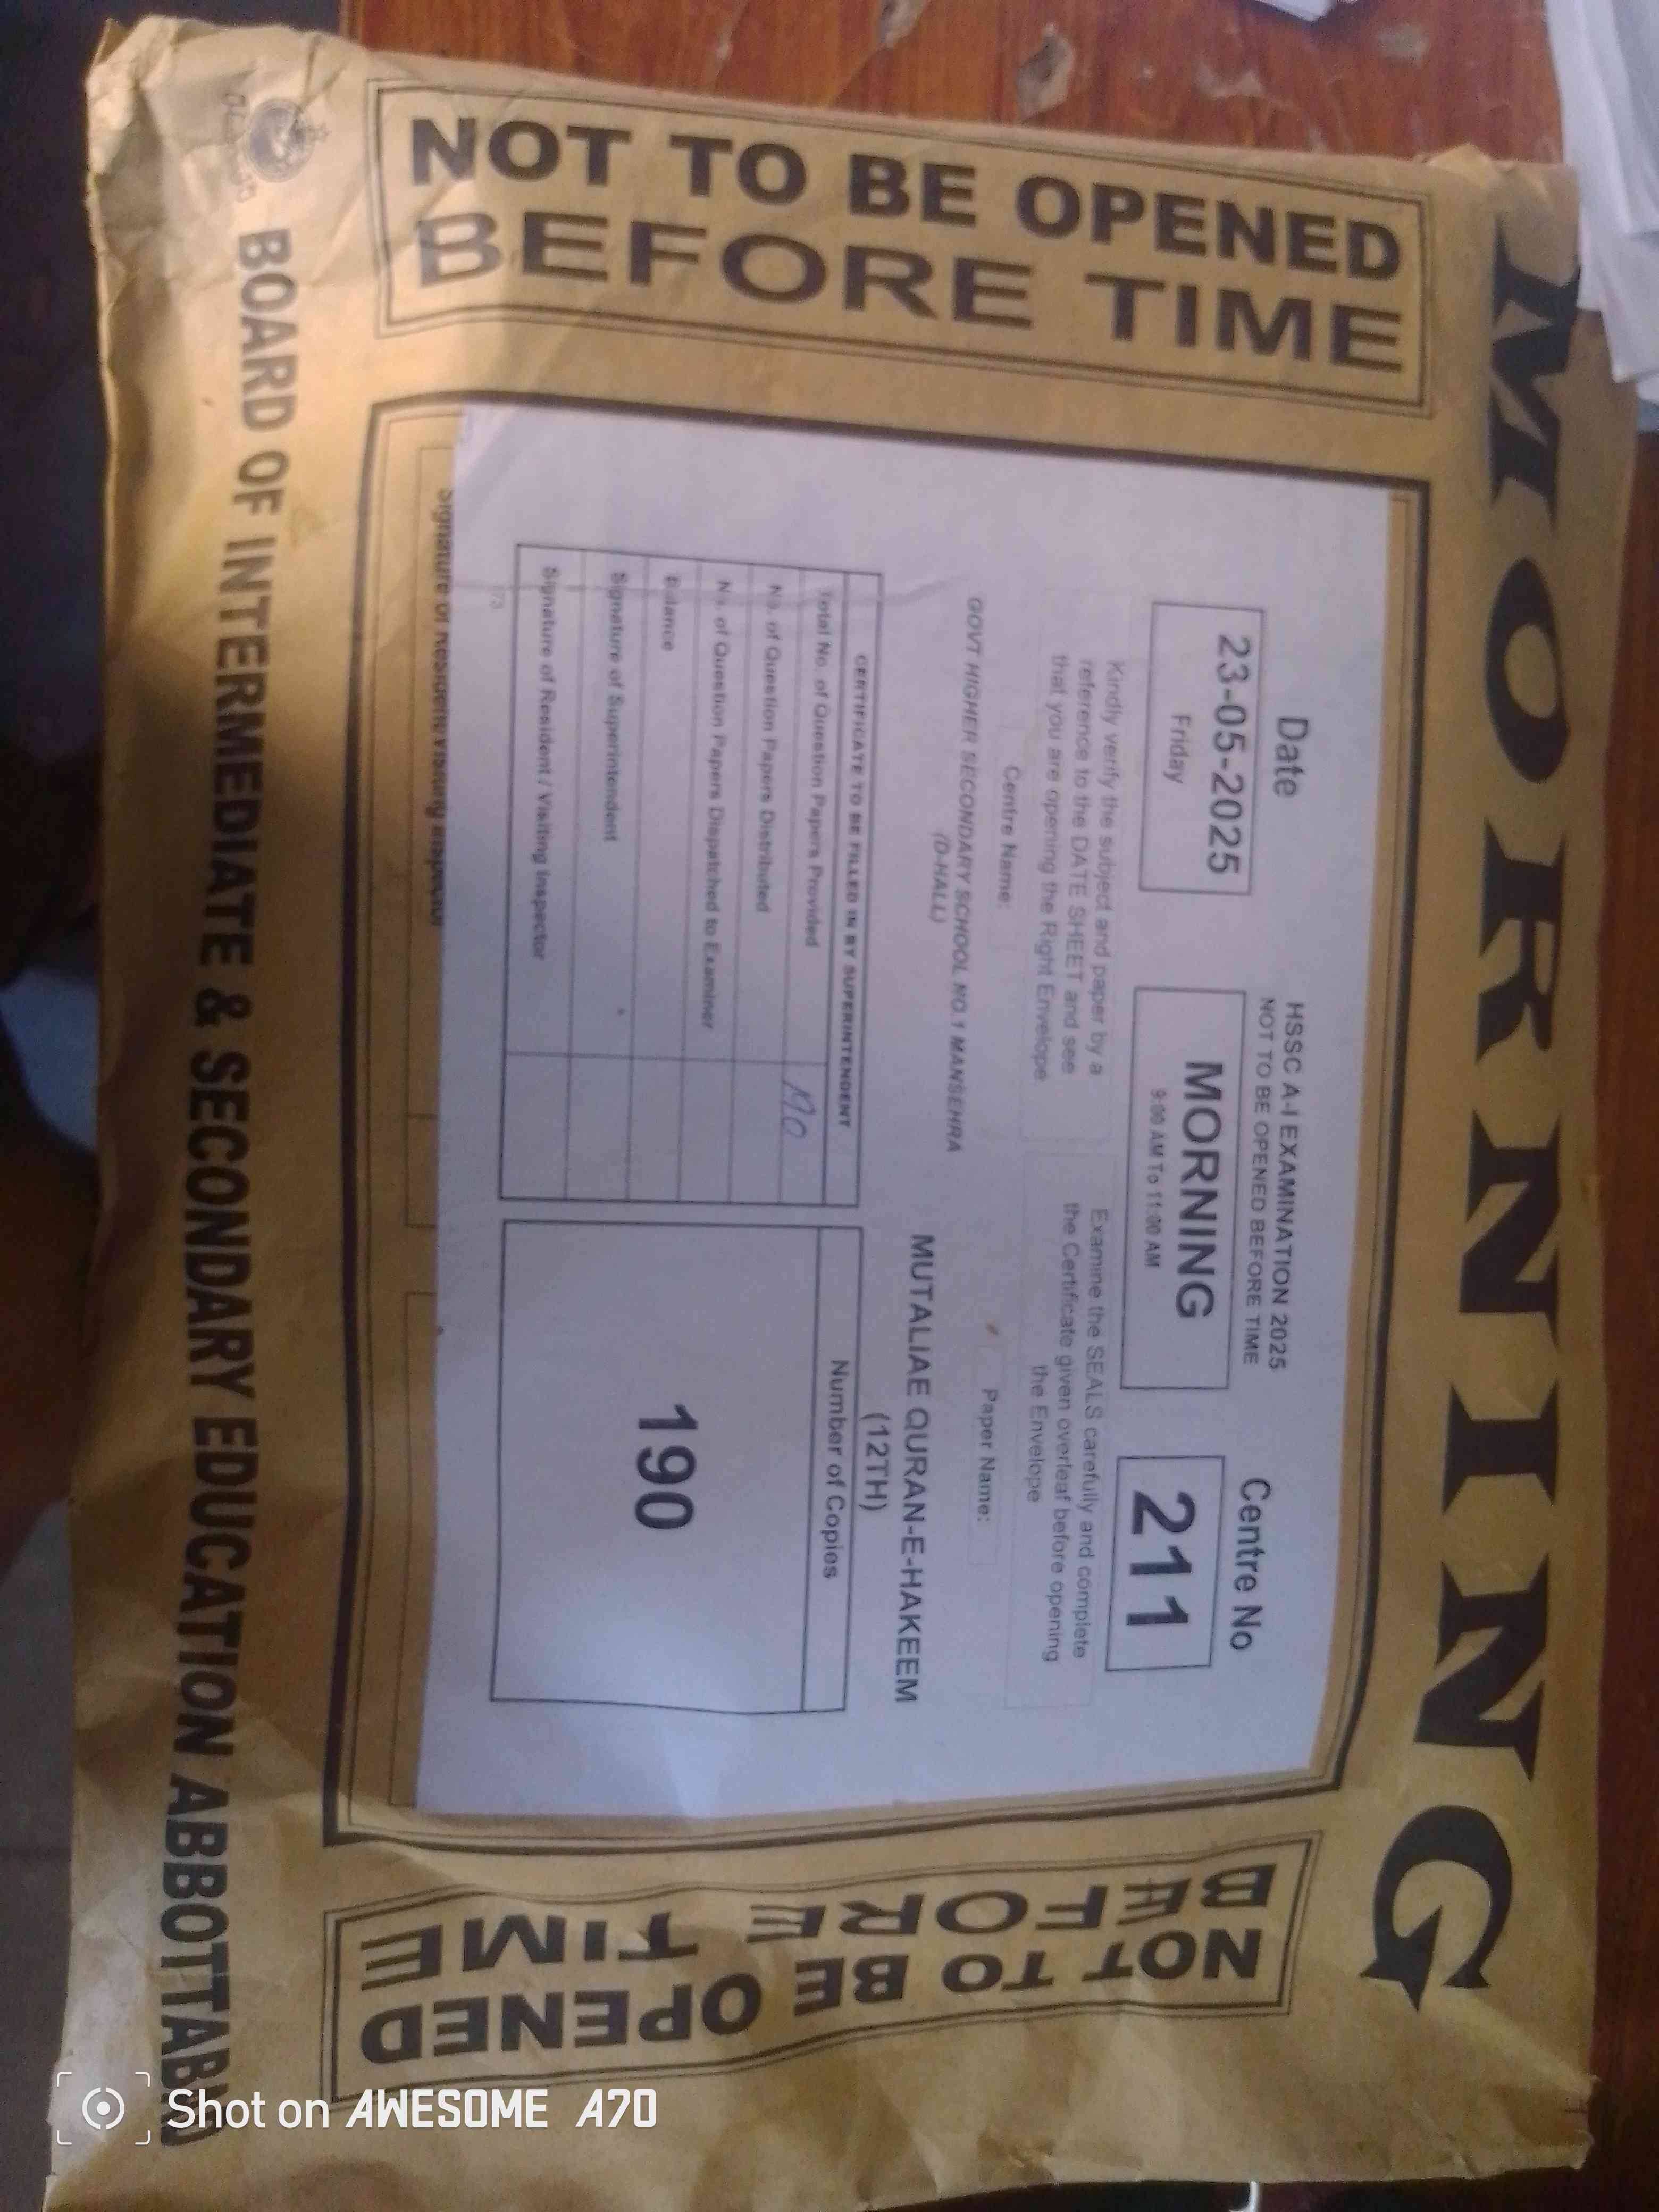 MORNING
NOT TO BE OPENED
BEFORE TIME
Date
23-05-2025
Friday
HSSC A-I EXAMINATION 2025
NOT TO BE OPENED BEFORE TIME
MORNING
9:00 AM To 11:00 AM
Centre No
211
Kindly verify the subject and paper by a
reference to the DATE SHEET and see
that you are opening the Right Envelope
Examine the SEALS carefully and complete
the Certificate given overleaf before opening
the Envelope
Centre Name:
GOVT HIGHER SECONDARY SCHOOL NO.1 MANSEHRA
(D-HALL)
Paper Name:
MUTALIAE QURAN-E-HAKEEM
(12TH)
CERTIFICATE TO BE FILLED IN BY SUPERINTENDENT
Total No. of Question Papers Provided 190
No. of Question Papers Distributed
No. of Question Papers Dispatched to Examiner
Balance
Signature of Superintendent
Signature of Resident / Visiting Inspector
Number of Copies
190
Signature of Resident/Visiting Inspector
NOT TO BE OPENED
BEFORE TIME
BOARD OF INTERMEDIATE & SECONDARY EDUCATION ABBOTTABAD
Shot on AWESOME A70